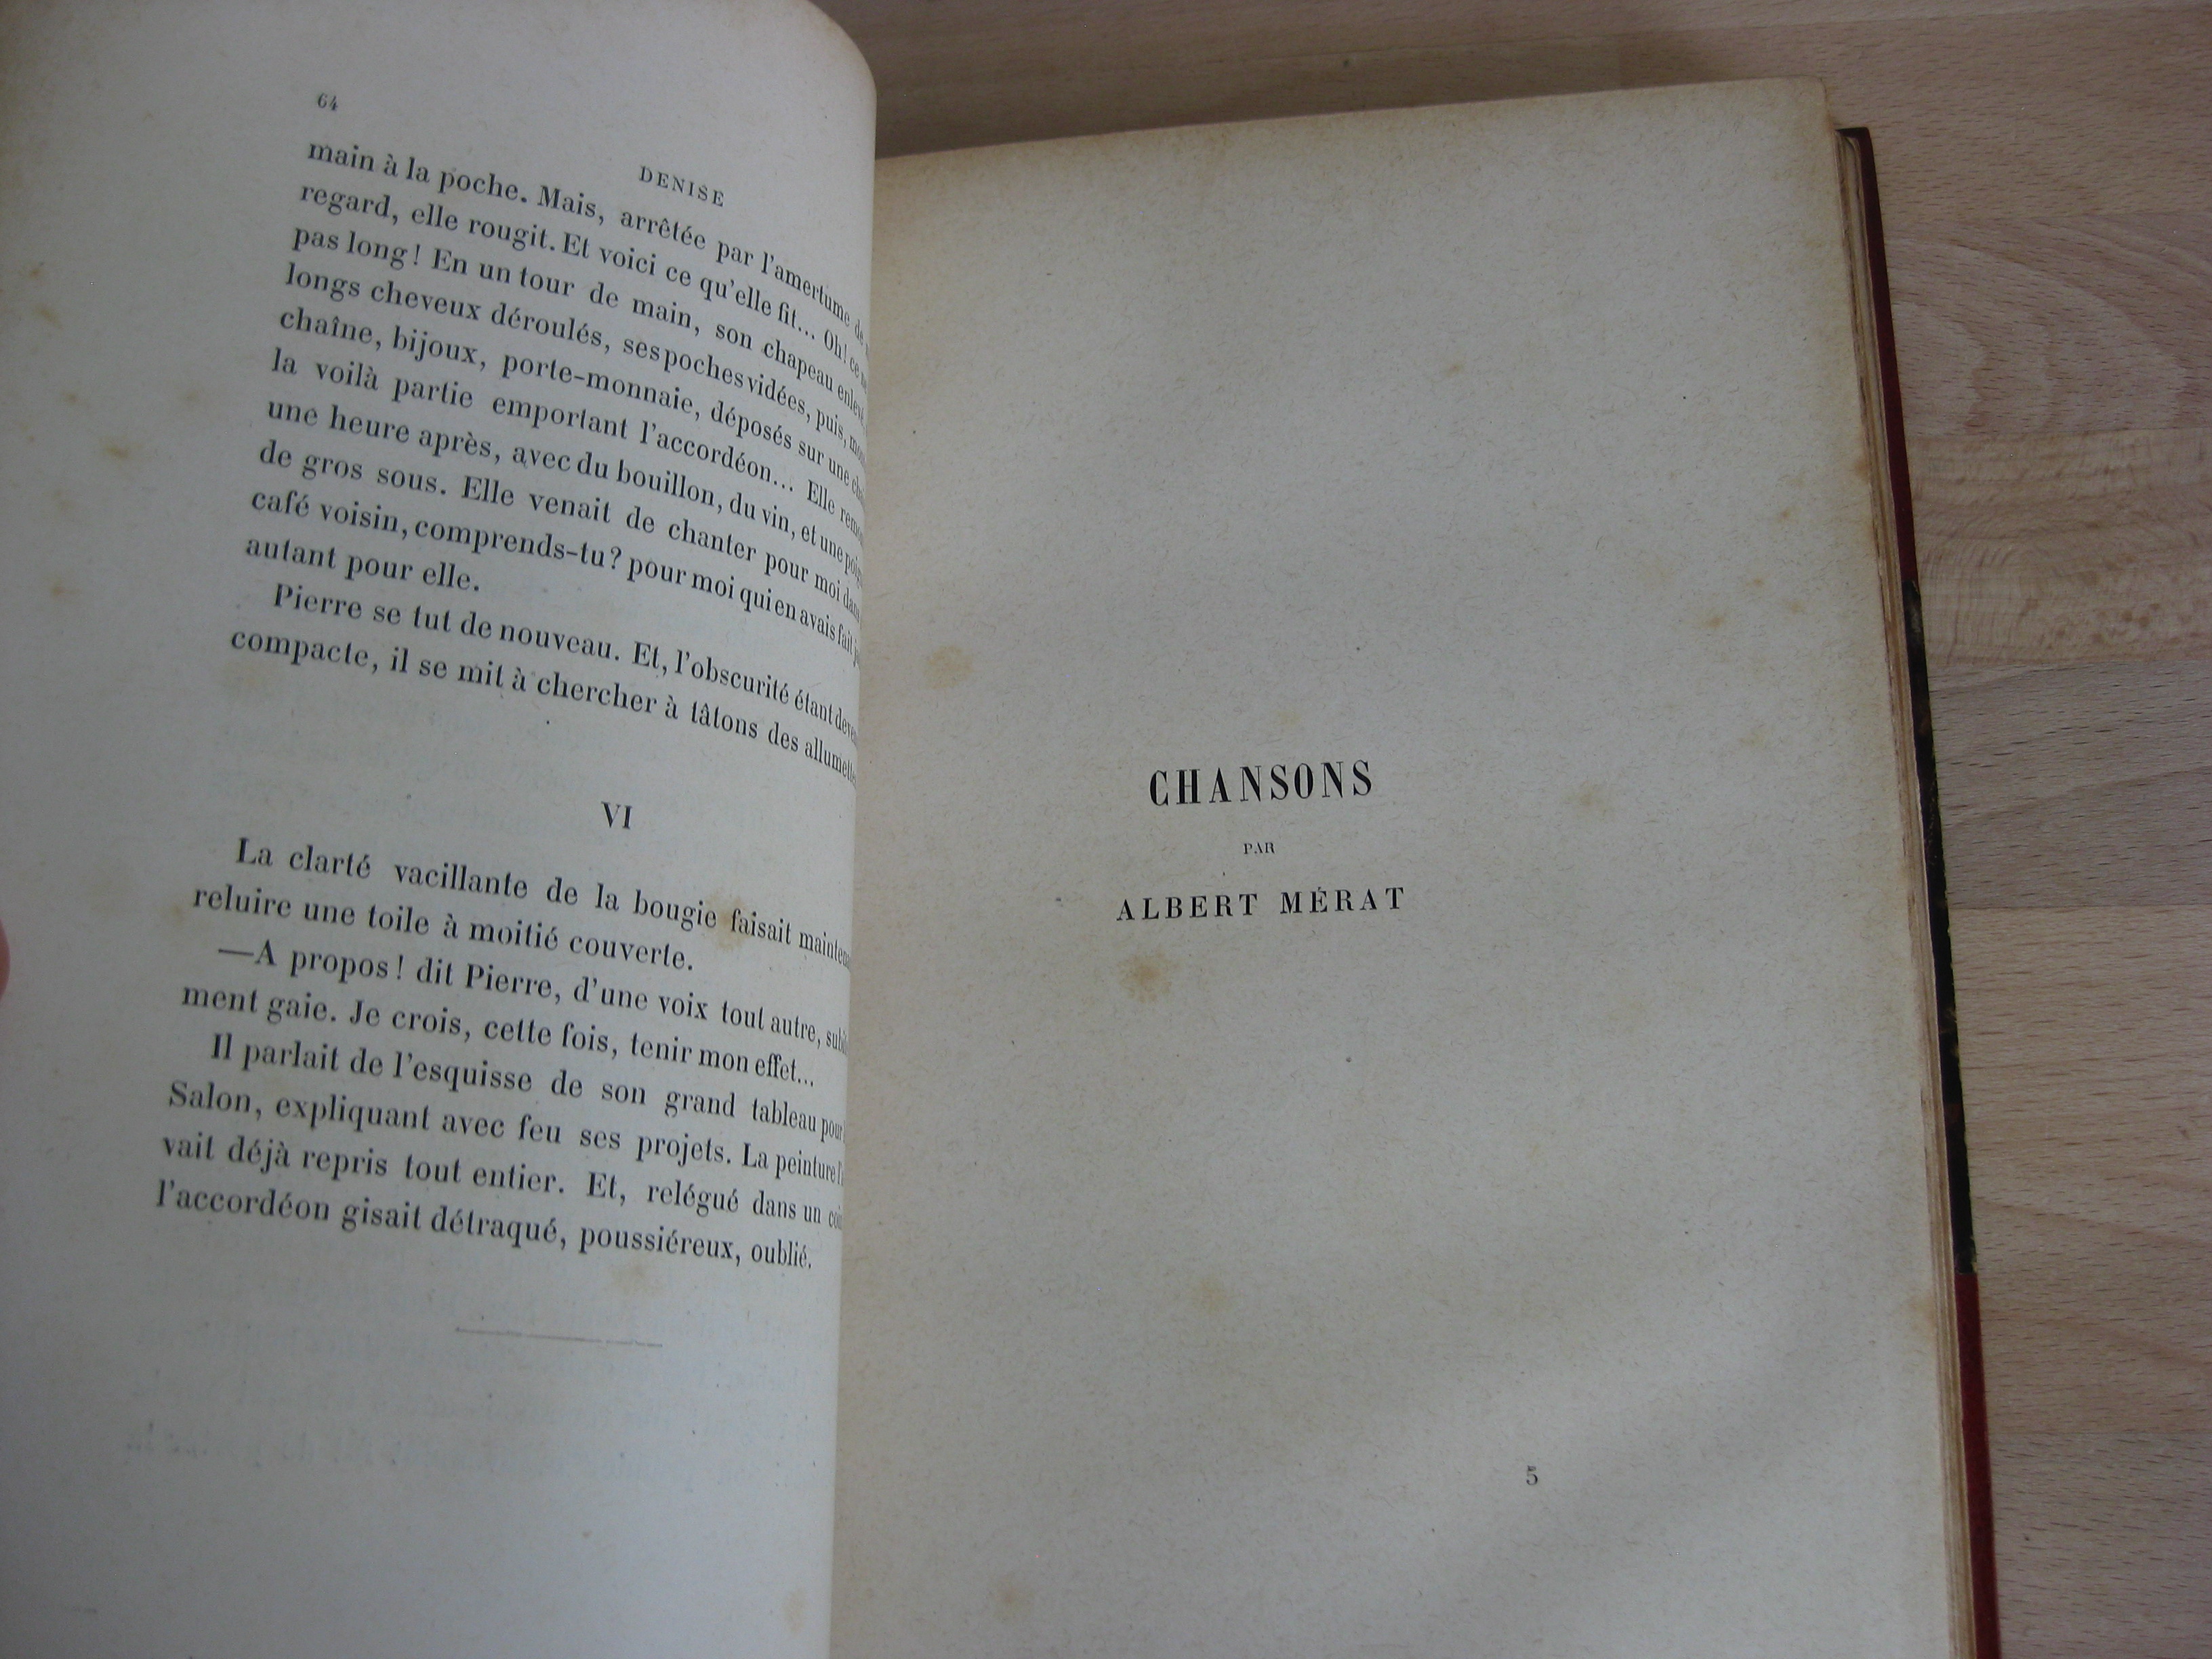 64
DENISE
main à la poche. Mais, arrêtée par l'amertume de
regard, elle rougit. Et voici ce qu'elle fit... Oh! ce
pas long! En un tour de main, son chapeau enlevé,
longs cheveux déroulés, ses poches vidées, puis,
chaîne, bijoux, porte-monnaie, déposés sur une
la voilà partie emportant l'accordéon... Elle
une heure après, avec du bouillon, du vin, et une
de gros sous. Elle venait de chanter pour moi dans
café voisin, comprends-tu? pour moi qui en avais fait
autant pour elle.
Pierre se tut de nouveau. Et, l'obscurité étant
compacte, il se mit à chercher à tâtons des
VI
La clarté vacillante de la bougie faisait
reluire une toile à moitié couverte.
—A propos! dit Pierre, d'une voix tout autre,
ment gaie. Je crois, cette fois, tenir mon effet...
Il parlait de l'esquisse de son grand tableau pour
Salon, expliquant avec feu ses projets. La peinture
vait déjà repris tout entier. Et, relégué dans un
l'accordéon gisait détraqué, poussiéreux, oublié.
CHANSONS
PAR
ALBERT MÉRAT
5